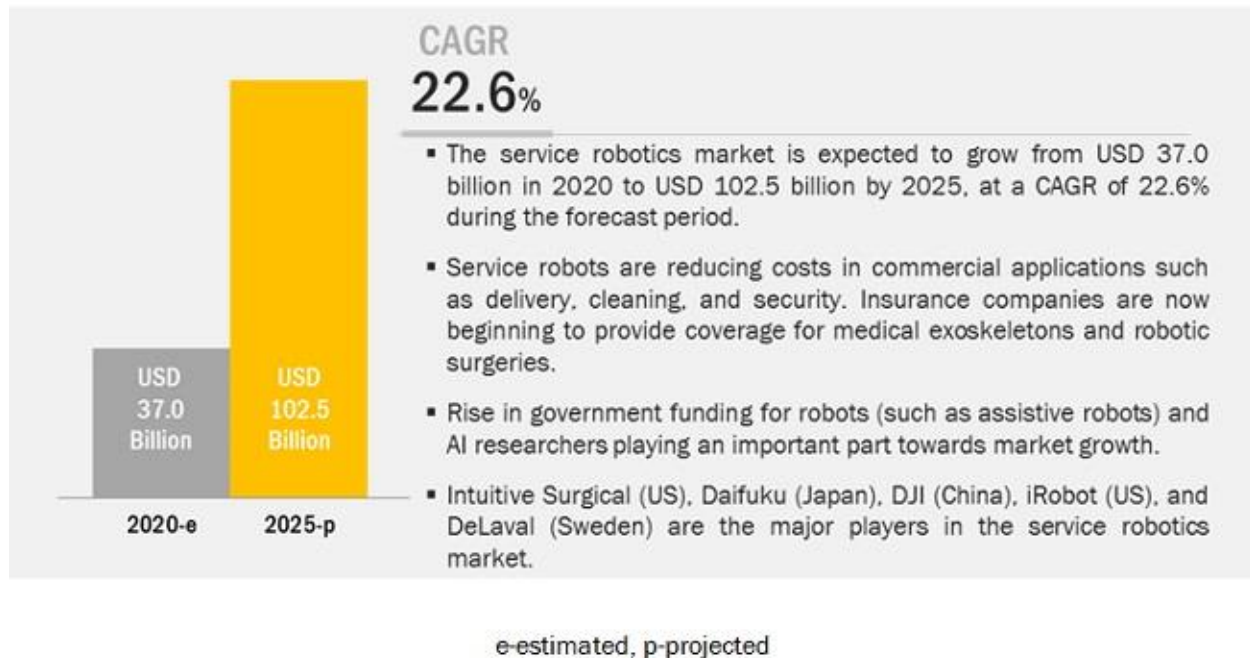 CAGR
22.6%
▪ The service robotics market is expected to grow from USD 37.0
billion in 2020 to USD 102.5 billion by 2025, at a CAGR of 22.6%
during the forecast period.
▪ Service robots are reducing costs in commercial applications such
as delivery, cleaning, and security. Insurance companies are now
beginning to provide coverage for medical exoskeletons and robotic
surgeries.
▪ Rise in government funding for robots (such as assistive robots) and
AI researchers playing an important part towards market growth.
▪ Intuitive Surgical (US), Daifuku (Japan), DJI (China), iRobot (US), and
DeLaval (Sweden) are the major players in the service robotics
market.
USD
37.0
Billion
USD
102.5
Billion
2020-e
2025-p
e-estimated, p-projected